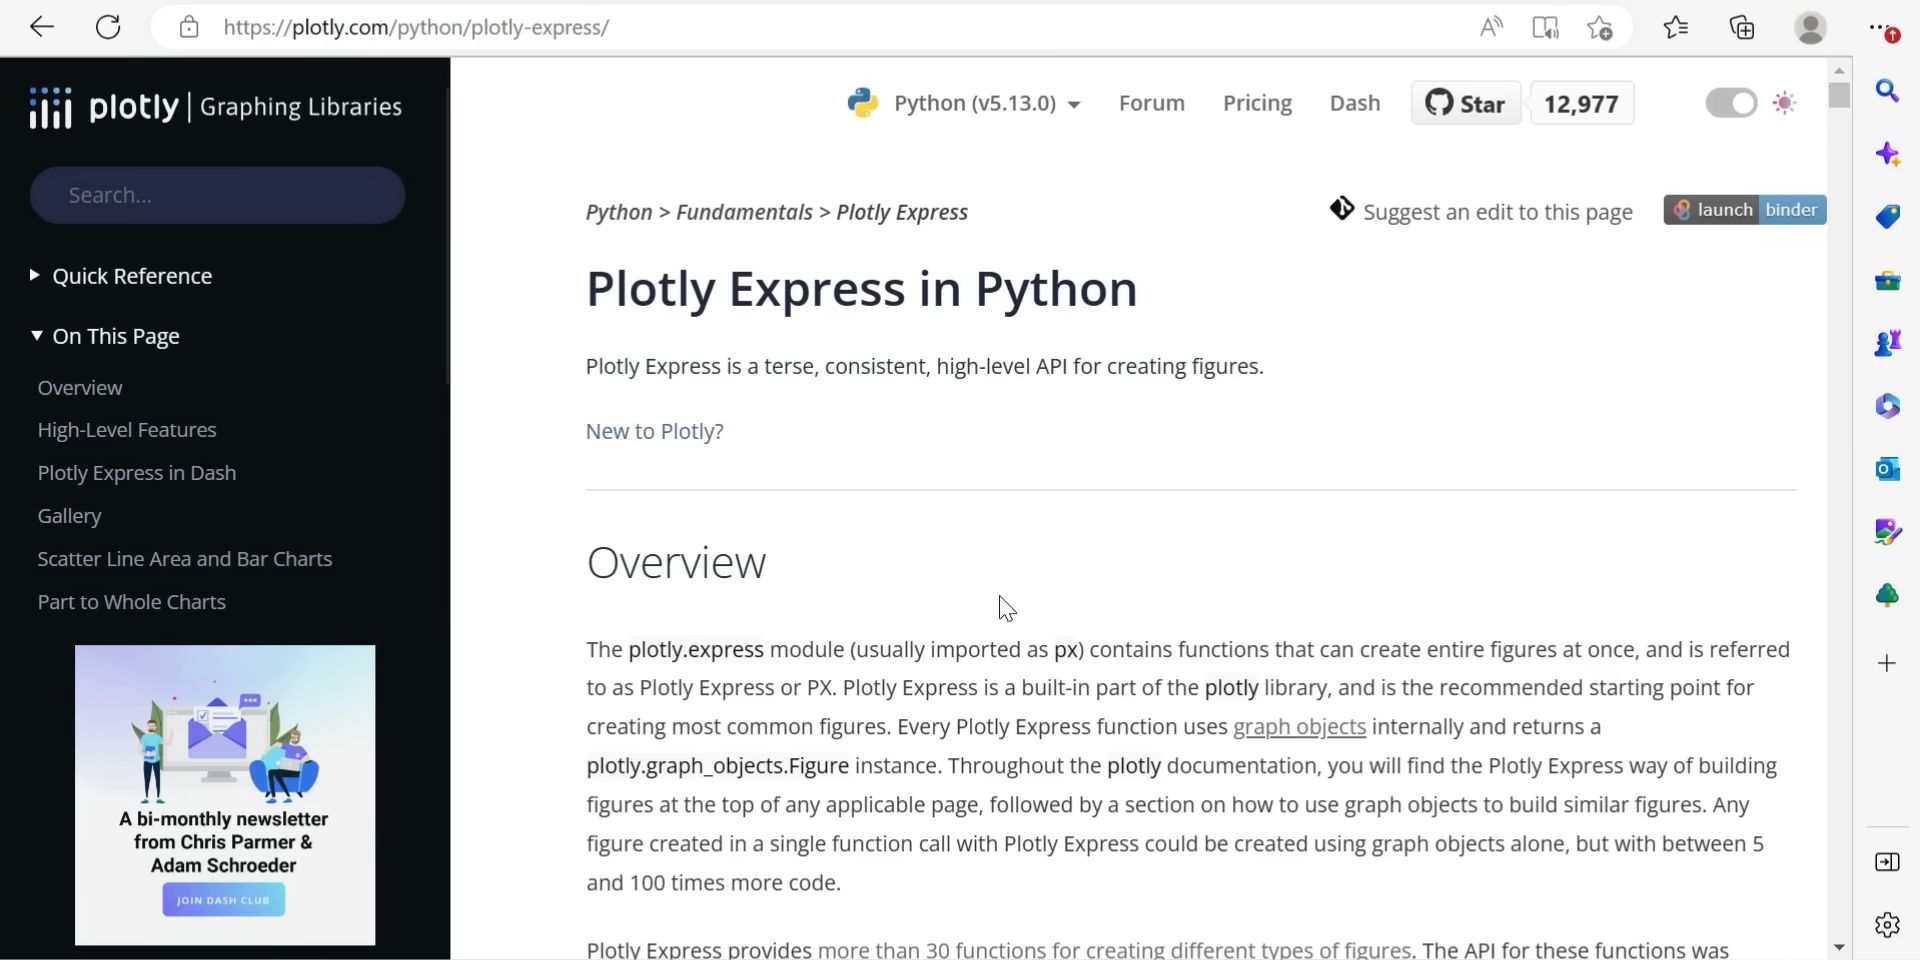 https://plotly.com/python/plotly-express/
plotly | Graphing Libraries
Python (v5.13.0)
Forum
Pricing
Dash
Star
12,977
Search...
Quick Reference
On This Page
Overview
High-Level Features
Plotly Express in Dash
Gallery
Scatter Line Area and Bar Charts
Part to Whole Charts
A bi-monthly newsletter
from Chris Parmer &
Adam Schroeder
JOIN DASH CLUB
Python > Fundamentals > Plotly Express
Suggest an edit to this page
launch binder
Plotly Express in Python
Plotly Express is a terse, consistent, high-level API for creating figures.
New to Plotly?
Overview
The plotly.express module (usually imported as px) contains functions that can create entire figures at once, and is referred
to as Plotly Express or PX. Plotly Express is a built-in part of the plotly library, and is the recommended starting point for
creating most common figures. Every Plotly Express function uses graph objects internally and returns a
plotly.graph_objects.Figure instance. Throughout the plotly documentation, you will find the Plotly Express way of building
figures at the top of any applicable page, followed by a section on how to use graph objects to build similar figures. Any
figure created in a single function call with Plotly Express could be created using graph objects alone, but with between 5
and 100 times more code.
Plotly Express provides more than 30 functions for creating different types of figures. The API for these functions was